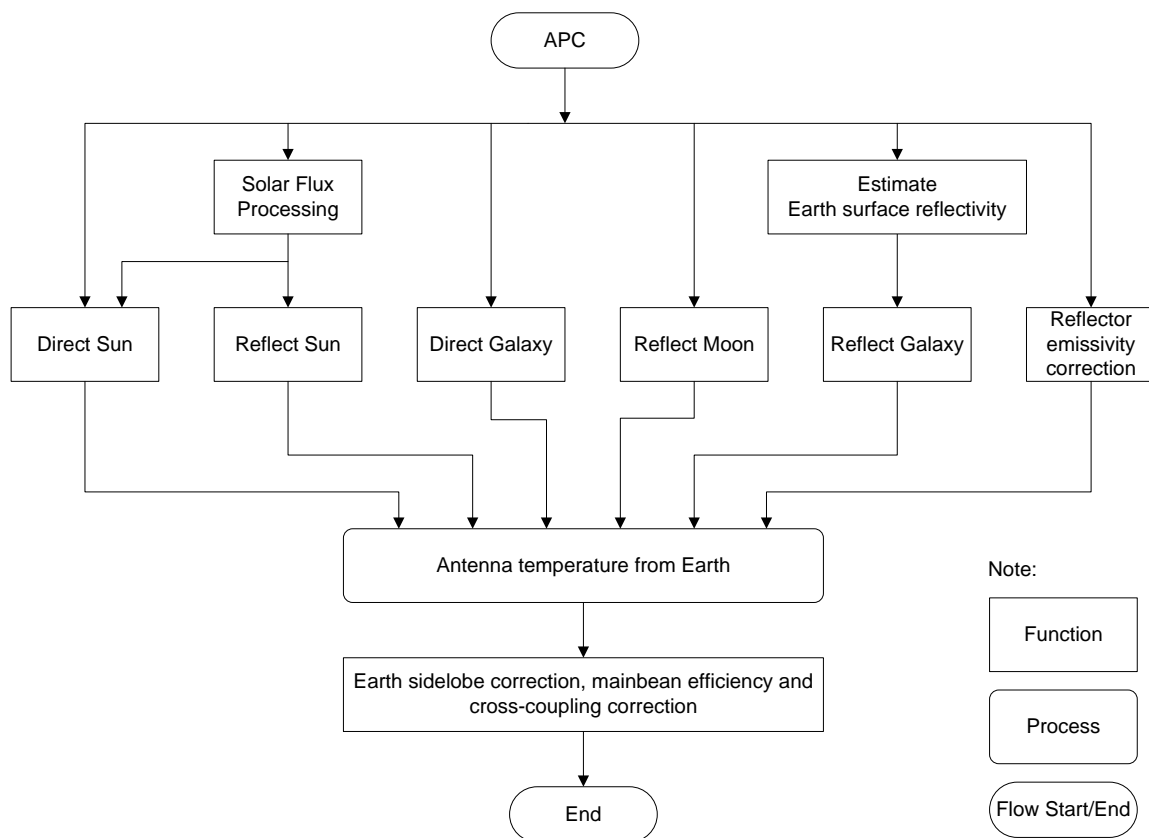 APC
Solar Flux
Processing
Estimate
Earth surface reflectivity
Direct Sun
Reflect Sun
Direct Galaxy
Reflect Moon
Reflect Galaxy
Reflector
emissivity
correction
Antenna temperature from Earth
Earth sidelobe correction, mainbean efficiency and
cross-coupling correction
End
Note:
Function
Process
Flow Start/End